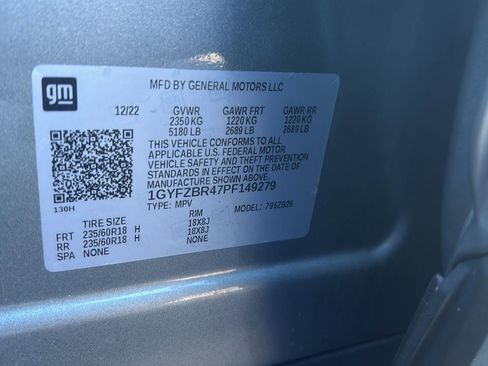 gm
MFD BY GENERAL MOTORS LLC
12/22 GVWR GAWR FRT GAWR RR
2350 KG 1220 KG 1220 KG
5180 LB 2689 LB 2689 LB
THIS VEHICLE CONFORMS TO ALL
APPLICABLE U.S. FEDERAL MOTOR
VEHICLE SAFETY AND THEFT PREVENTION
STANDARDS IN EFFECT ON THE DATE OF
MANUFACTURE SHOWN ABOVE.
1GYFZBR47PF149279
TYPE: MPV MODEL: 796ZB26
130H
TIRE SIZE RIM
FRT 235/60R18 H 18X8J
RR 235/60R18 H 18X8J
SPA NONE NONE